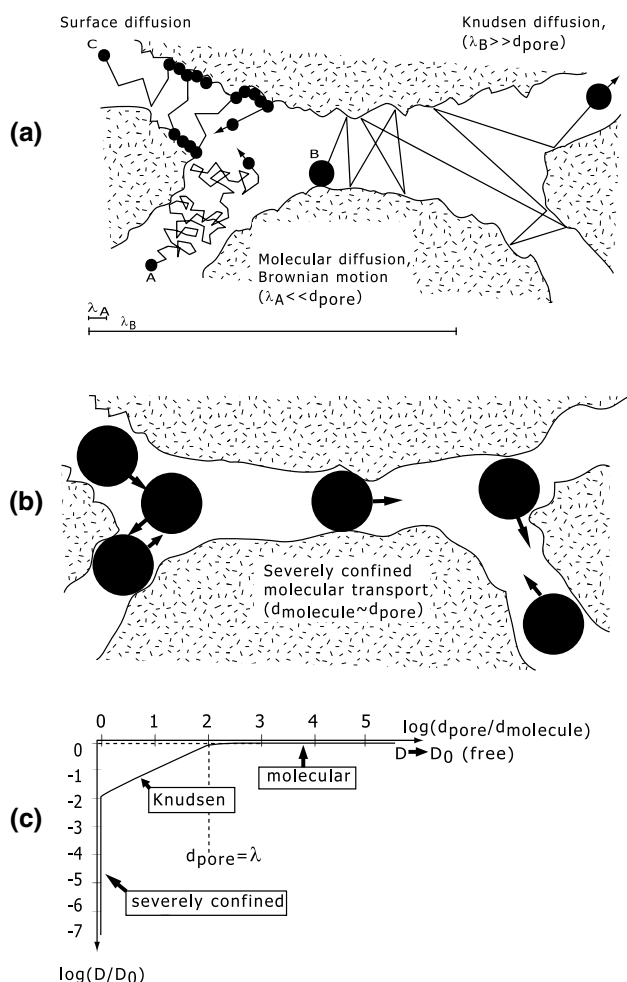 Surface diffusion
C
Knudsen diffusion,
(λB>>dpore)
(a)
B
A
Molecular diffusion,
Brownian motion
(λA<<dpore)
λA
λB
(b)
Severely confined
molecular transport
(dmolecule~dpore)
(c)
0 1 2 3 4 5
log(dpore/dmolecule)
D→D0 (free)
0
-1
-2
-3
-4
-5
-6
-7
molecular
Knudsen
dpore=λ
severely confined
log(D/D0)